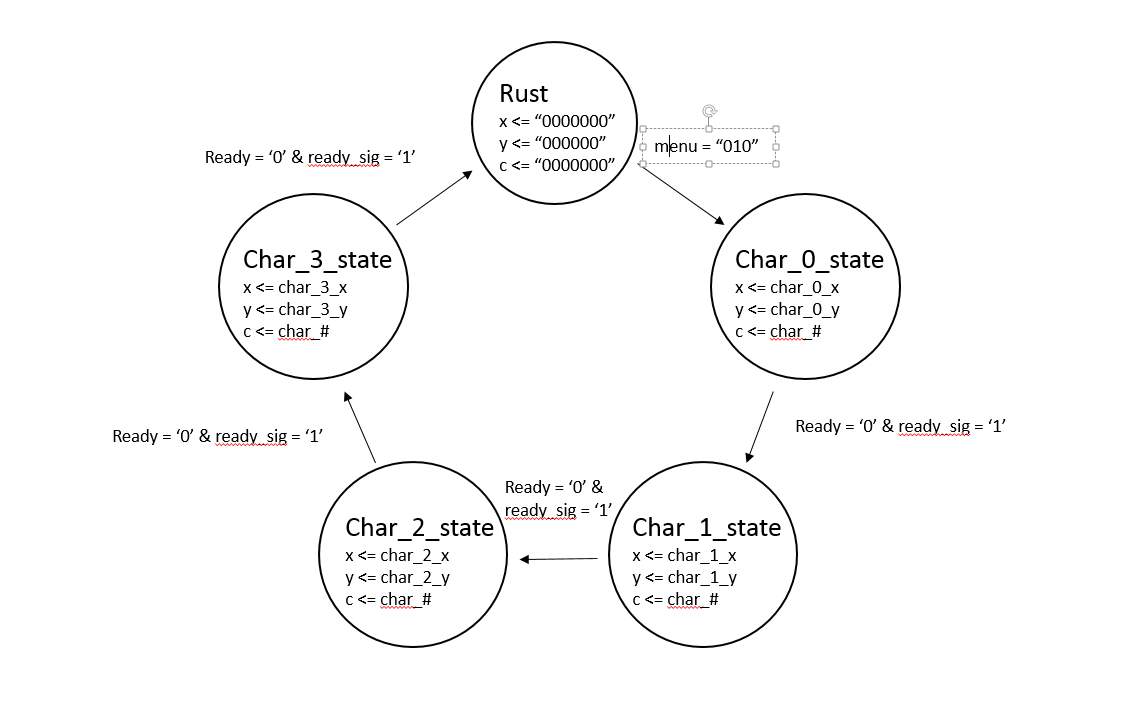 Rust
x <= “0000000”
y <= “000000”
c <= “0000000”
menu = “010”
Ready = ‘0’ & ready_sig = ‘1’
Char_3_state
x <= char_3_x
y <= char_3_y
c <= char_#
Char_0_state
x <= char_0_x
y <= char_0_y
c <= char_#
Ready = ‘0’ & ready_sig = ‘1’
Ready = ‘0’ & ready_sig = ‘1’
Ready = ‘0’ &
ready_sig = ‘1’
Char_2_state
x <= char_2_x
y <= char_2_y
c <= char_#
Char_1_state
x <= char_1_x
y <= char_1_y
c <= char_#